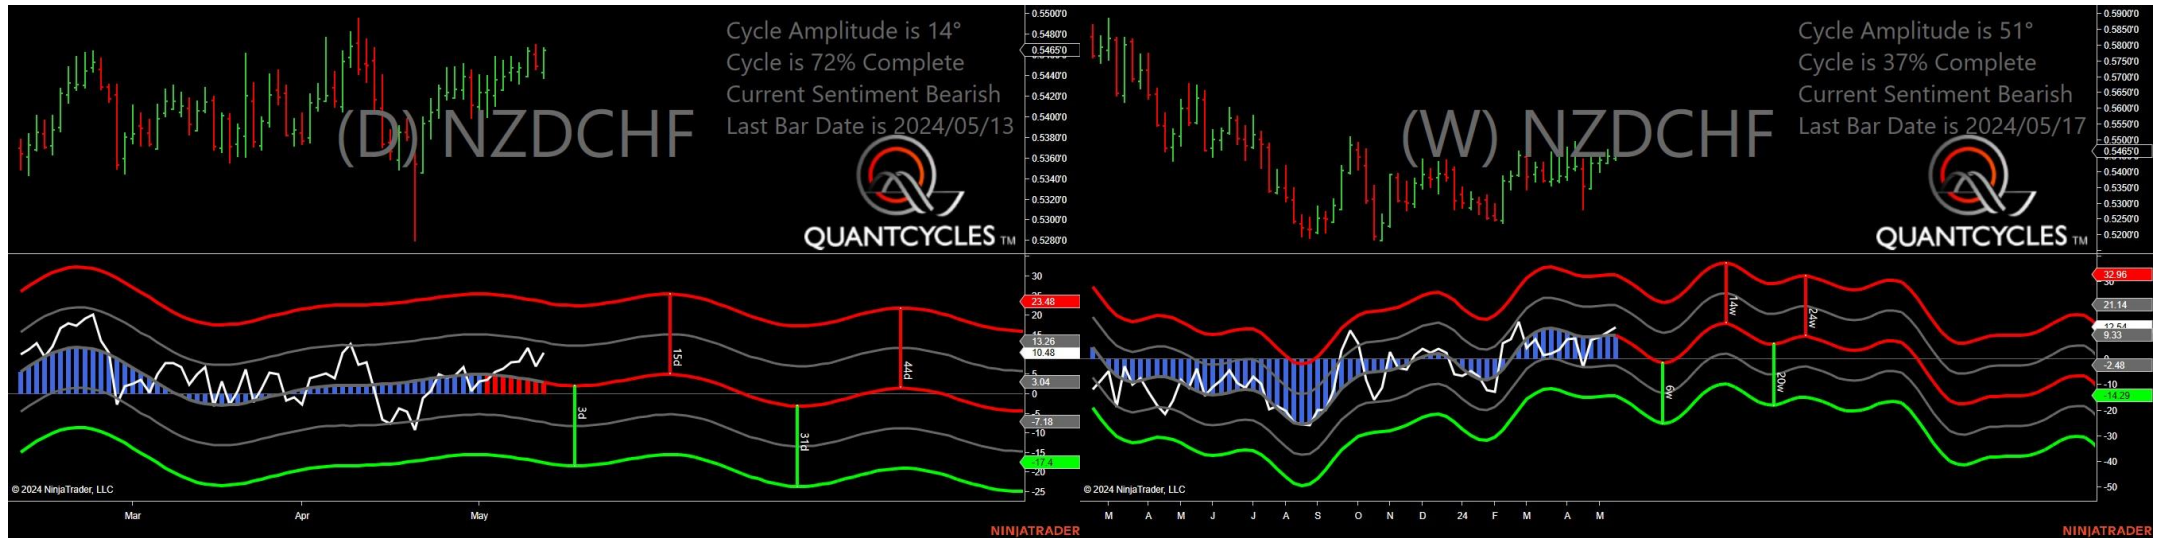 Cycle Amplitude is 14°
Cycle is 72% Complete
Current Sentiment Bearish
Last Bar Date is 2024/05/13
(D) NZDCHF
QUANTCYCLES TM
0.5500'0
0.5480'0
0.5465'0
0.5440'0
0.5420'0
0.5400'0
0.5380'0
0.5360'0
0.5340'0
0.5320'0
0.5300'0
0.5280'0
30
23.48
20
15
13.26
10.48
5
3.04
0
-5
-7.18
-10
-15
-17.4
-20
-25
3d
15d
31d
44d
© 2024 NinjaTrader, LLC
Mar Apr May
NINJATRADER
Cycle Amplitude is 51°
Cycle is 37% Complete
Current Sentiment Bearish
Last Bar Date is 2024/05/17
(W) NZDCHF
QUANTCYCLES TM
0.5900'0
0.5850'0
0.5800'0
0.5750'0
0.5700'0
0.5650'0
0.5600'0
0.5550'0
0.5500'0
0.5465'0
0.5400'0
0.5350'0
0.5300'0
0.5250'0
0.5200'0
32.96
30
21.14
12.54
9.33
0
-2.48
-10
-14.29
-20
-30
-40
-50
6w
14w
20w
24w
© 2024 NinjaTrader, LLC
M A M J J A S O N D 24 F M A M
NINJATRADER